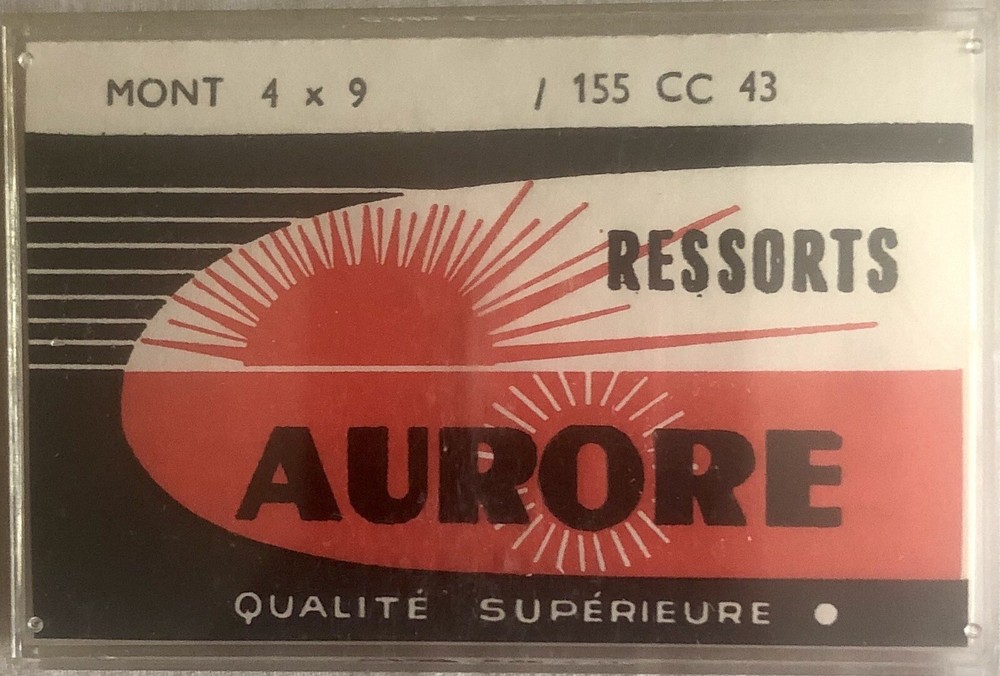 MONT 4 x 9 / 155 CC 43
RESSORTS
AURORE
QUALITÉ SUPÉRIEURE